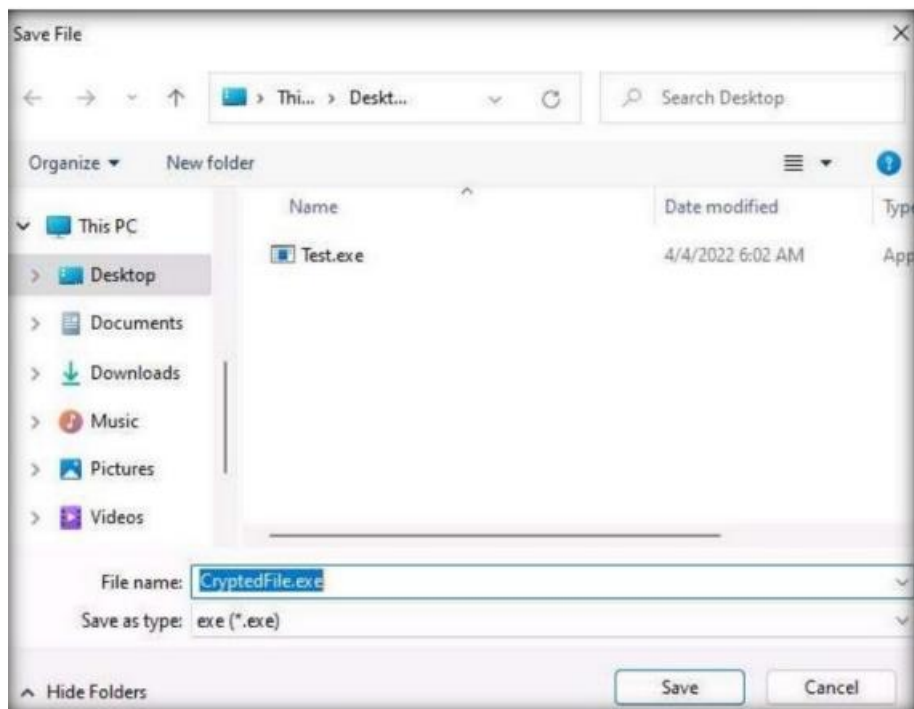 Save File
Thi... > Deskt...
Search Desktop
Organize
New folder
Name
Date modified
Type
This PC
Test.exe
4/4/2022 6:02 AM
App
Desktop
Documents
Downloads
Music
Pictures
Videos
File name: CryptedFile.exe
Save as type: exe (*.exe)
Hide Folders
Save
Cancel